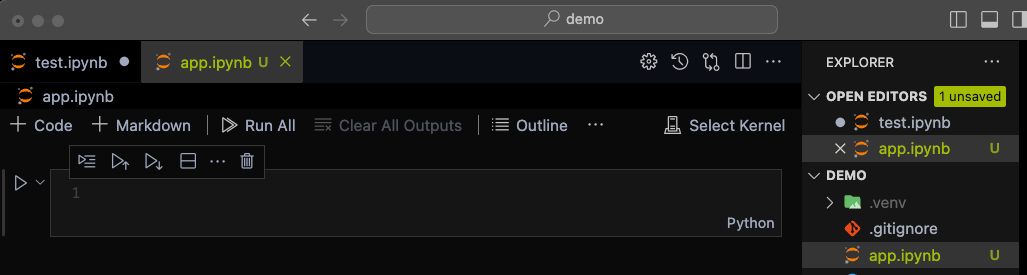 demo
test.ipynb
app.ipynb U
EXPLORER
app.ipynb
OPEN EDITORS 1 unsaved
Code Markdown Run All Clear All Outputs Outline Select Kernel
test.ipynb
app.ipynb U
DEMO
1
Python
.venv
.gitignore
app.ipynb U